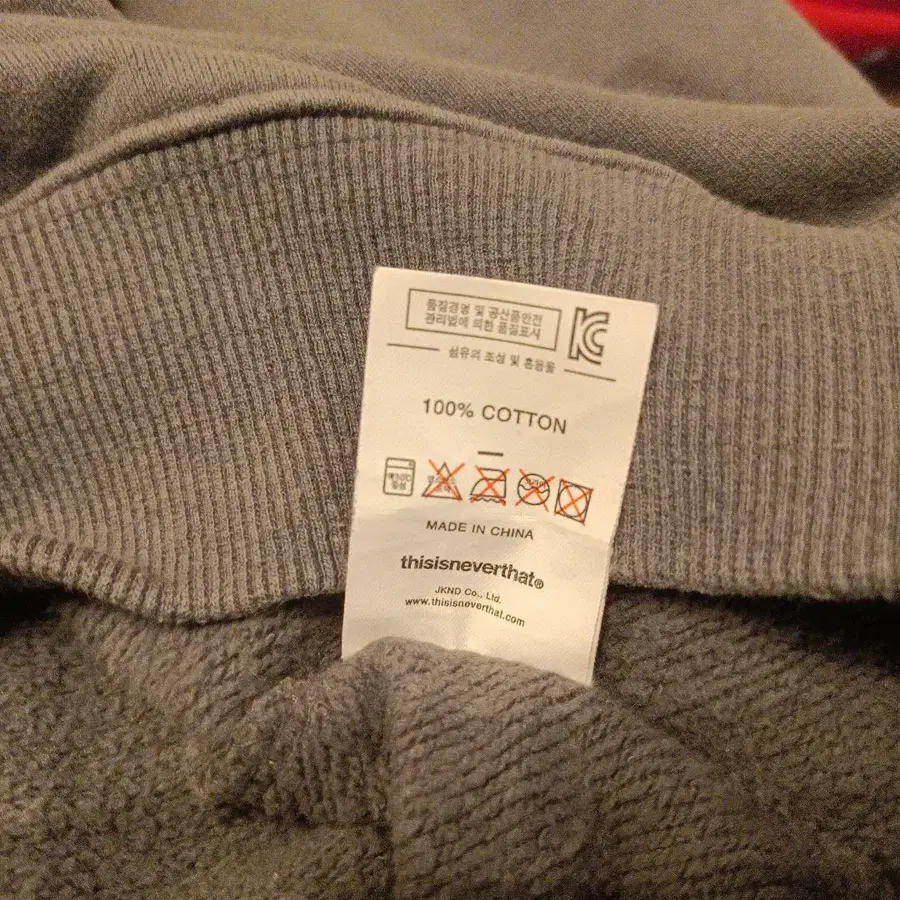 품질경영 및 공산품안전
관리법에 의한 품질표시
섬유의 조성 및 혼용율
100% COTTON
MADE IN CHINA
thisisneverthat®
JKND Co., Ltd.
www.thisisneverthat.com